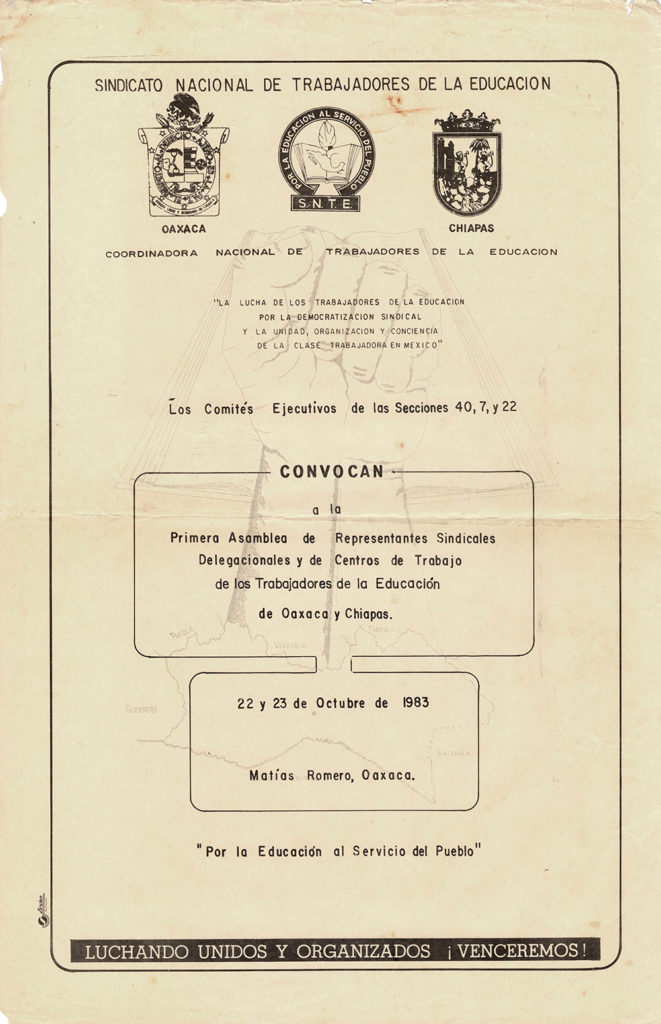 SINDICATO NACIONAL DE TRABAJADORES DE LA EDUCACION
POR LA EDUCACION AL SERVICIO DEL PUEBLO
S.N.T.E.
OAXACA
CHIAPAS
COORDINADORA NACIONAL DE TRABAJADORES DE LA EDUCACION
"LA LUCHA DE LOS TRABAJADORES DE LA EDUCACION
POR LA DEMOCRATIZACION SINDICAL
Y LA UNIDAD, ORGANIZACION Y CONCIENCIA
DE LA CLASE TRABAJADORA EN MEXICO"
Los Comités Ejecutivos de las Secciones 40, 7, y 22
CONVOCAN
a la
Primera Asamblea de Representantes Sindicales
Delegacionales y de Centros de Trabajo
de los Trabajadores de la Educación
de Oaxaca y Chiapas.
PUEBLA
VERACRUZ
TABASCO
GUERRERO
GUATEMALA
22 y 23 de Octubre de 1983
Matías Romero, Oaxaca.
"Por la Educación al Servicio del Pueblo"
LUCHANDO UNIDOS Y ORGANIZADOS ¡VENCEREMOS!